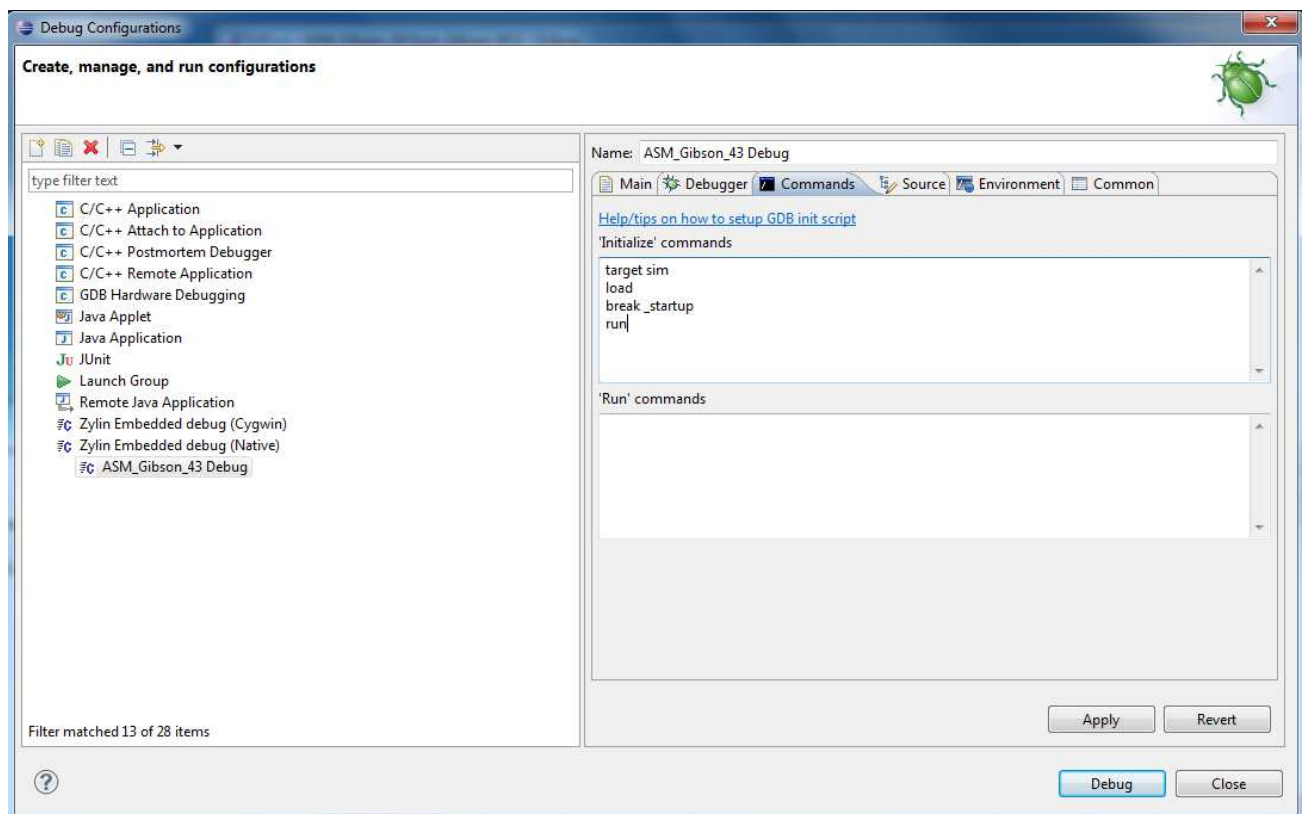 Debug Configurations
Create, manage, and run configurations
type filter text
C/C++ Application
C/C++ Attach to Application
C/C++ Postmortem Debugger
C/C++ Remote Application
GDB Hardware Debugging
Java Applet
Java Application
Ju JUnit
Launch Group
Remote Java Application
Zylin Embedded debug (Cygwin)
Zylin Embedded debug (Native)
ASM_Gibson_43 Debug
Filter matched 13 of 28 items
Name: ASM_Gibson_43 Debug
Main Debugger Commands Source Environment Common
Help/tips on how to setup GDB init script
'Initialize' commands
target sim
load
break _startup
run
'Run' commands
Apply Revert
Debug Close